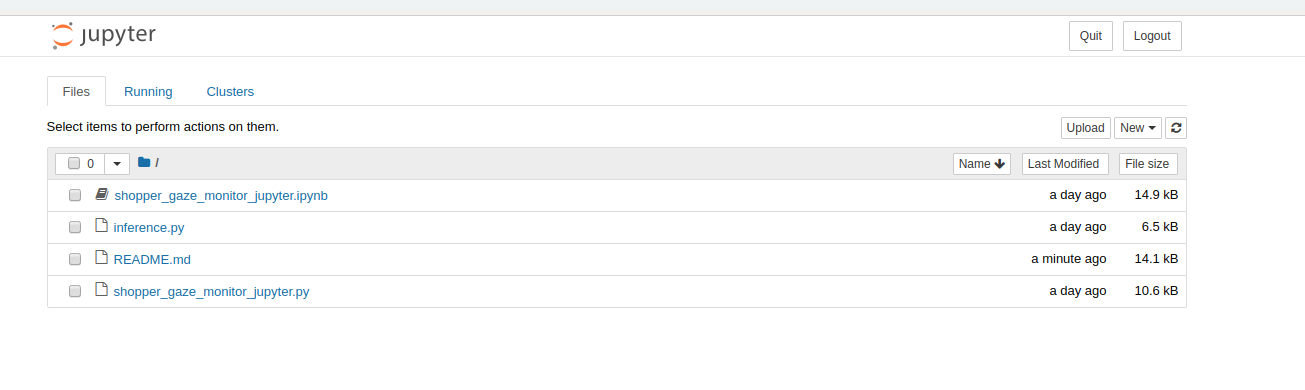 jupyter Quit Logout
Files Running Clusters
Select items to perform actions on them. Upload New
0 / Name Last Modified File size
shopper_gaze_monitor_jupyter.ipynb a day ago 14.9 kB
inference.py a day ago 6.5 kB
README.md a minute ago 14.1 kB
shopper_gaze_monitor_jupyter.py a day ago 10.6 kB